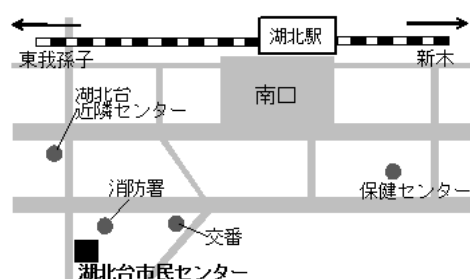 湖北駅
東我孫子
新木
湖北台
近隣センター
南口
消防署
保健センター
交番
湖北台市民センター